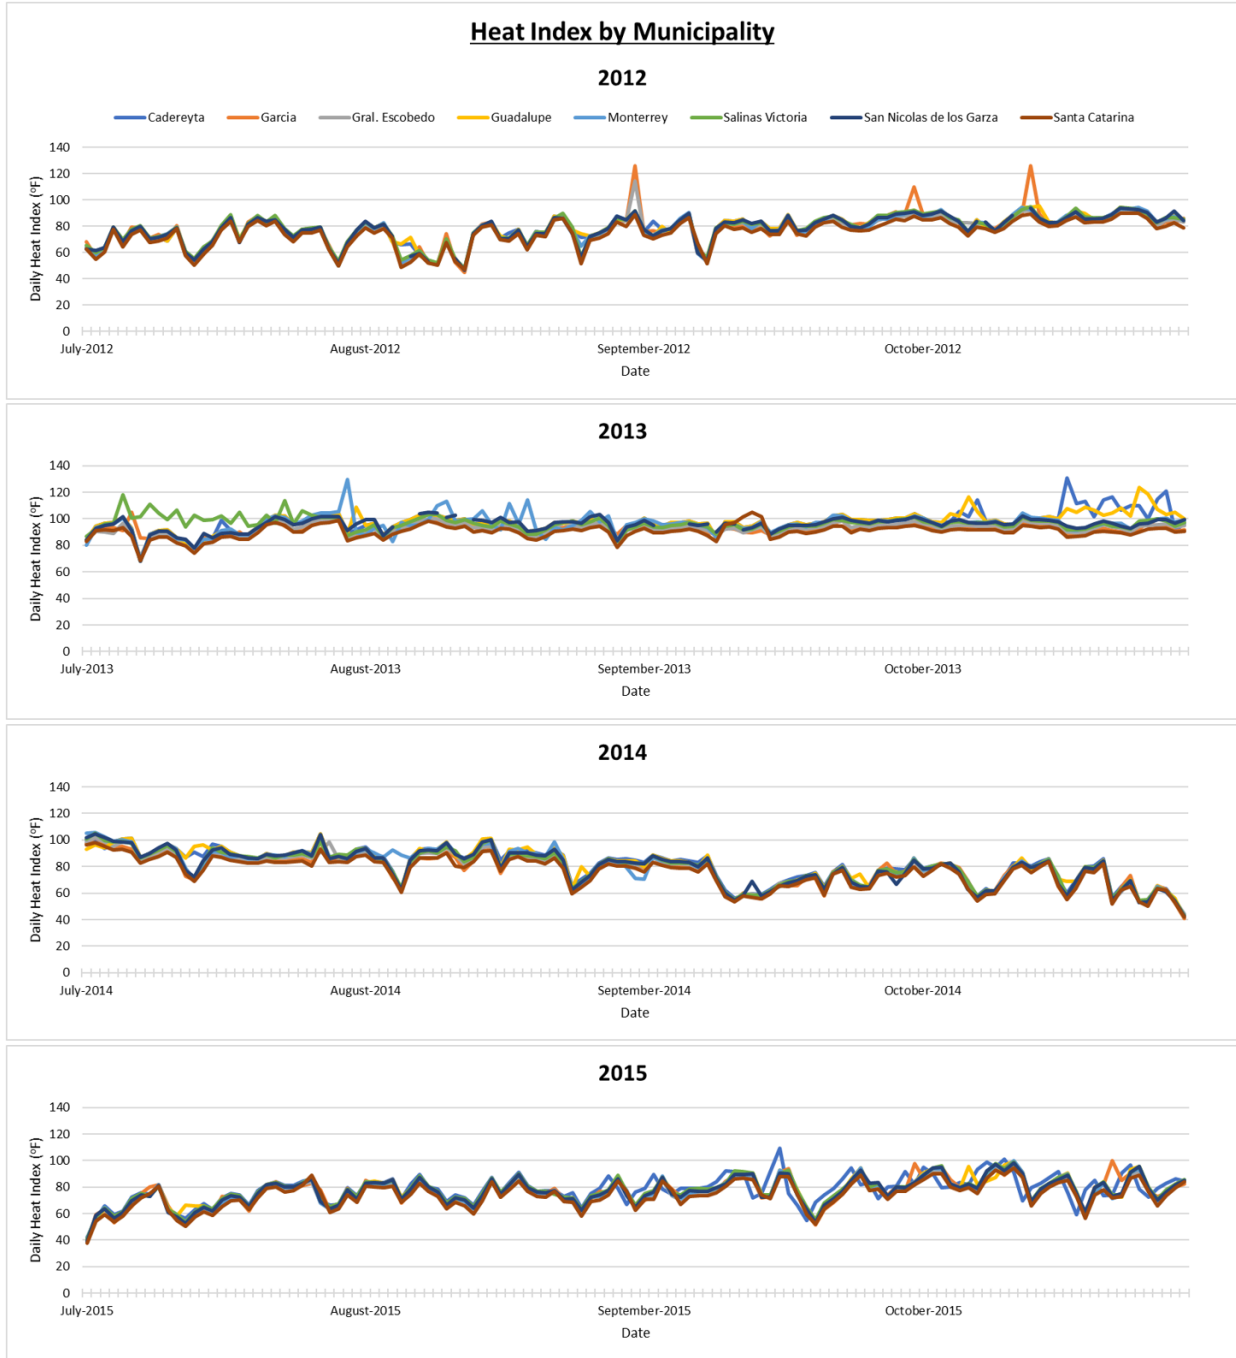 Heat Index by Municipality
2012
Cadereyta Garcia Gral. Escobedo Guadalupe Monterrey Salinas Victoria San Nicolas de los Garza Santa Catarina
Daily Heat Index (°F)
140
120
100
80
60
40
20
0
July-2012 August-2012 September-2012 October-2012
Date
2013
Daily Heat Index (°F)
140
120
100
80
60
40
20
0
July-2013 August-2013 September-2013 October-2013
Date
2014
Daily Heat Index (°F)
140
120
100
80
60
40
20
0
July-2014 August-2014 September-2014 October-2014
Date
2015
Daily Heat Index (°F)
140
120
100
80
60
40
20
0
July-2015 August-2015 September-2015 October-2015
Date